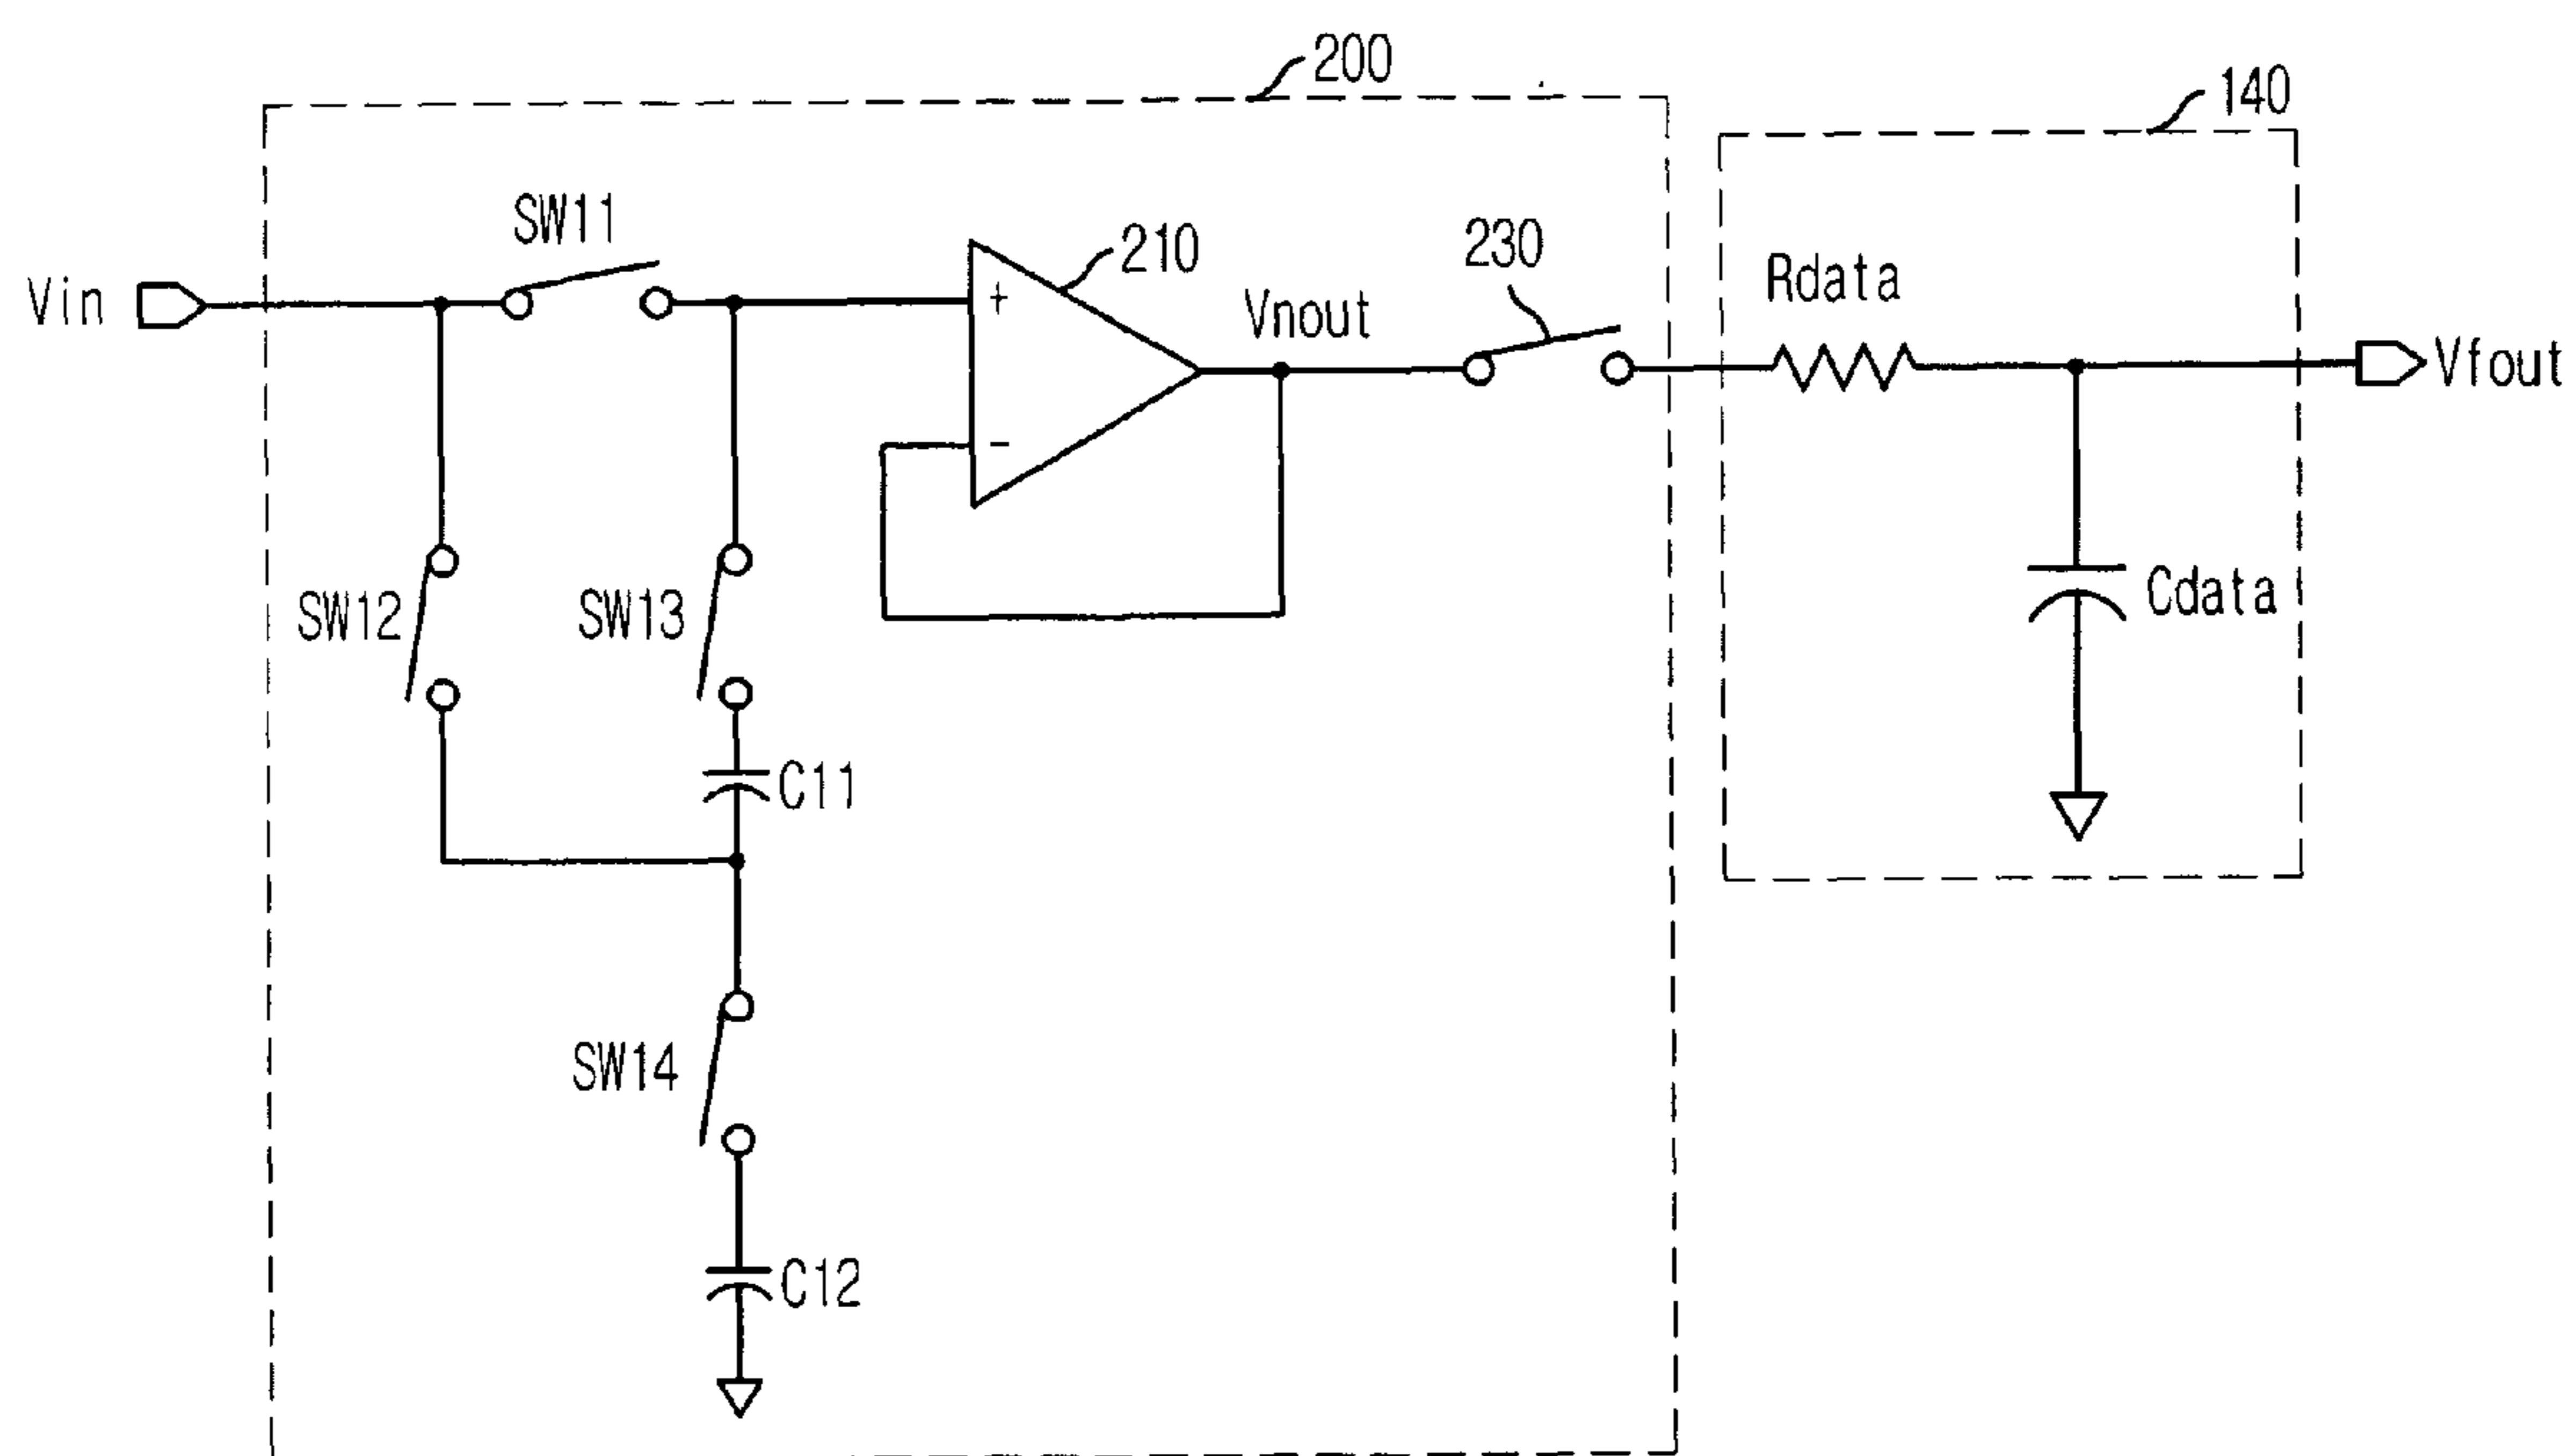 200
140
SW11
210
230
Rdata
Vin
+
Vnout
Vfout
-
SW12
SW13
Cdata
C11
SW14
C12